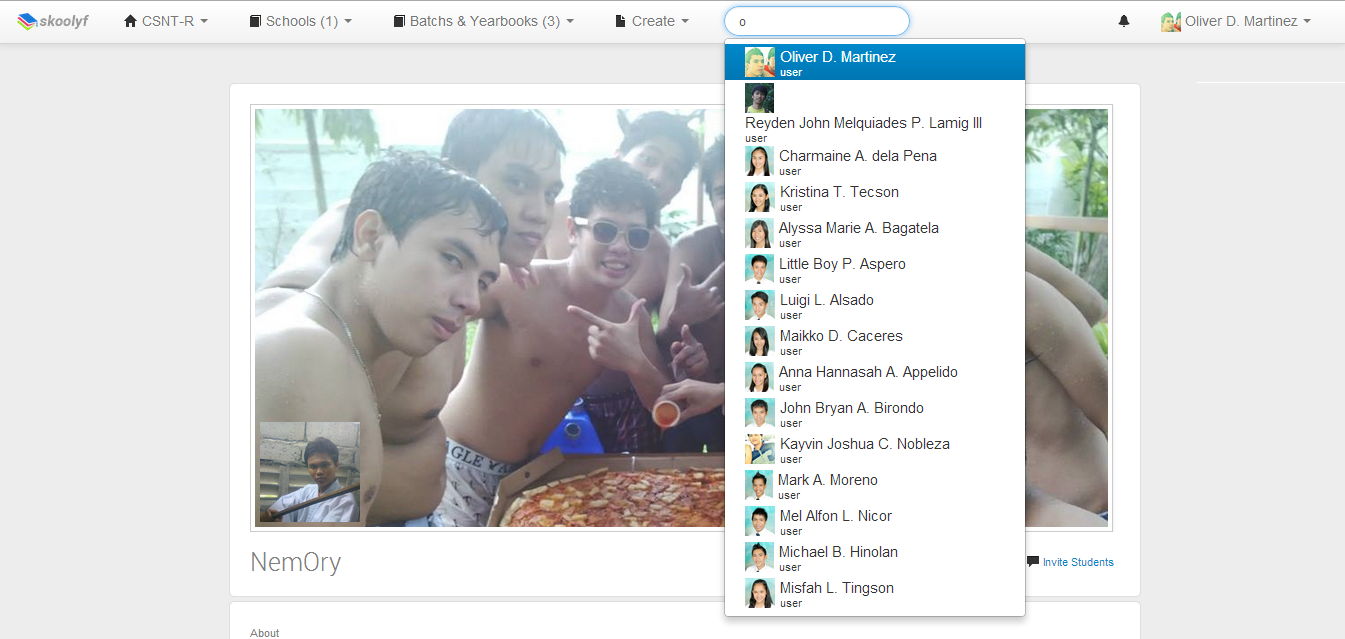 skoolyf
CSNT-R
Schools (1)
Batchs & Yearbooks (3)
Create
o
Oliver D. Martinez
Oliver D. Martinez
user
Reyden John Melquiades P. Lamig III
user
Charmaine A. dela Pena
user
Kristina T. Tecson
user
Alyssa Marie A. Bagatela
user
Little Boy P. Aspero
user
Luigi L. Alsado
user
Maikko D. Caceres
user
Anna Hannasah A. Appelido
user
John Bryan A. Birondo
user
Kayvin Joshua C. Nobleza
user
Mark A. Moreno
user
Mel Alfon L. Nicor
user
Michael B. Hinolan
user
Misfah L. Tingson
user
NemOry
Invite Students
About